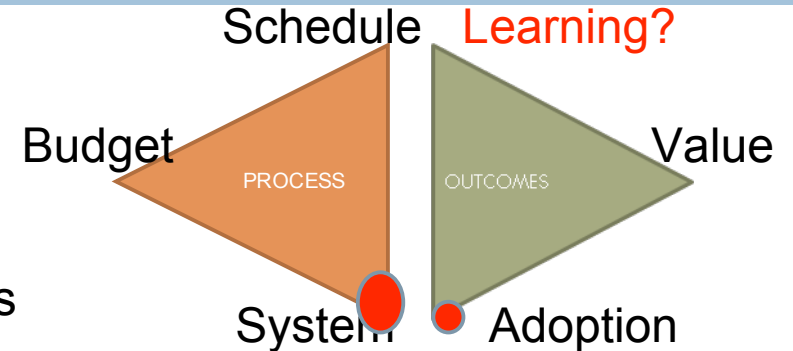 Schedule Learning?
Budget Value
PROCESS OUTCOMES
s
System Adoption